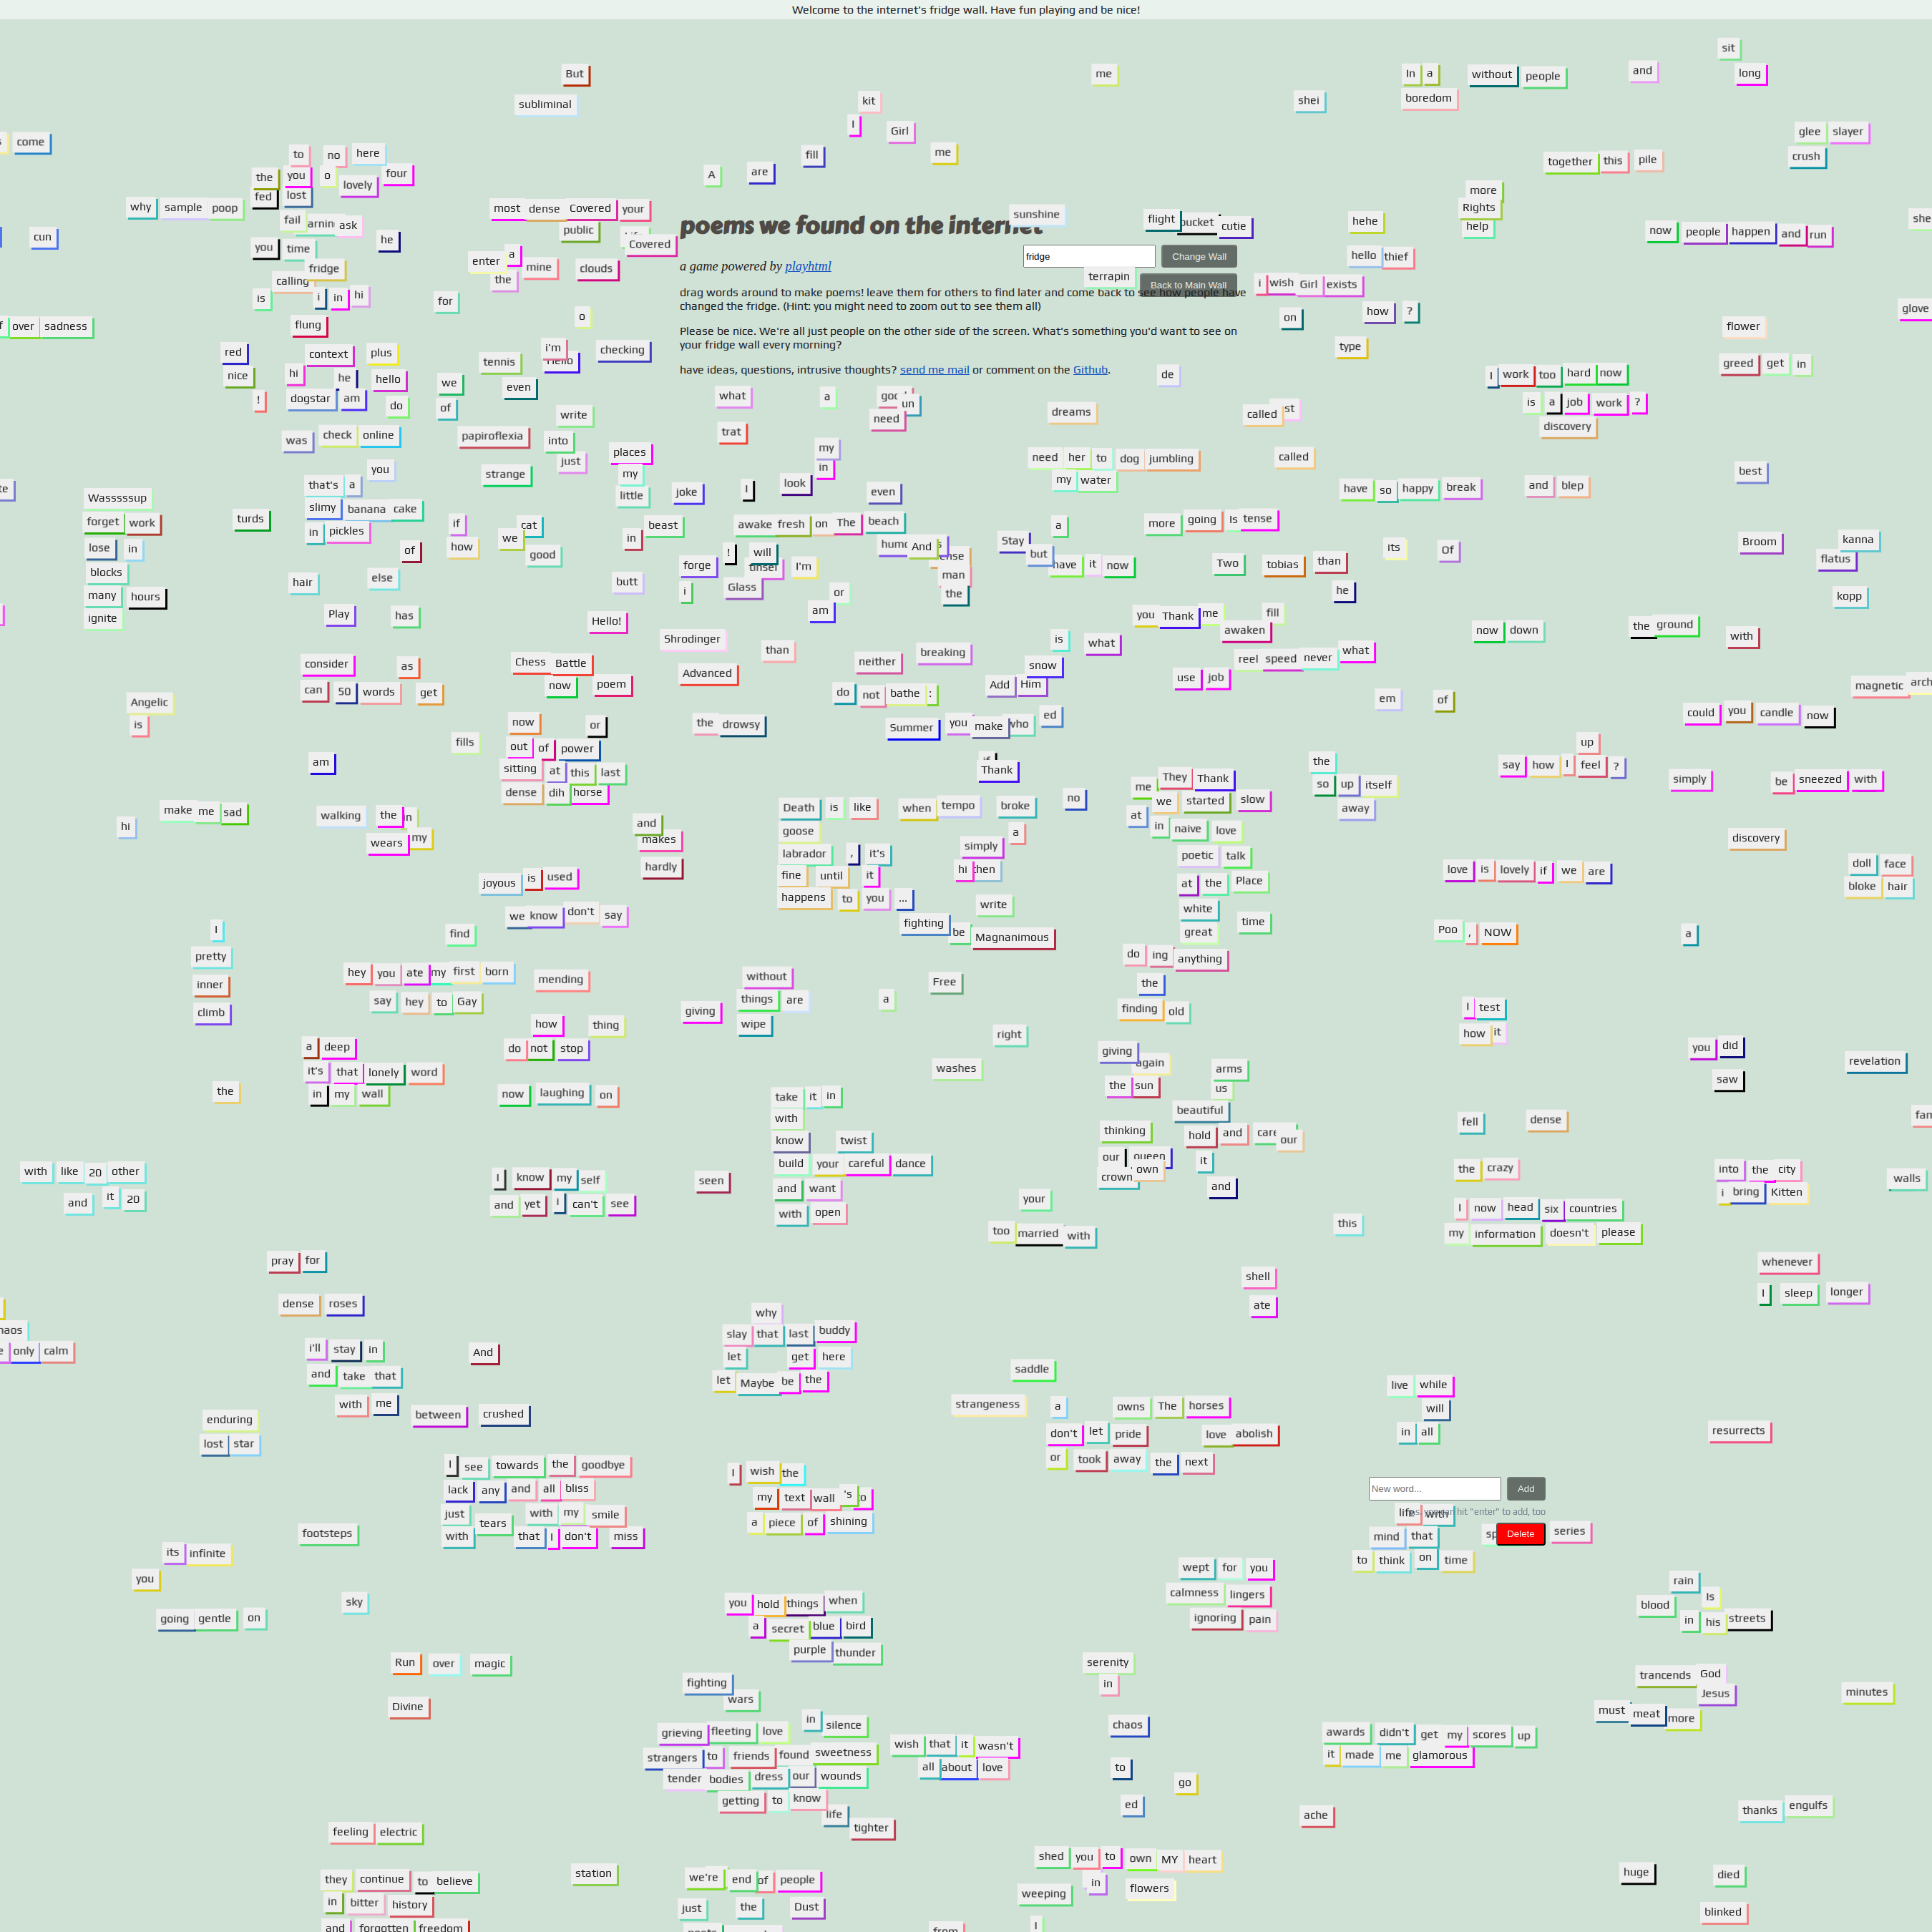 Welcome to the internet's fridge wall. Have fun playing and be nice!
sit
But me In a without people and long
subliminal kit shei boredom
I Girl glee slayer
come
to no here fill me together this pile crush
the you o lovely four A are
fed lost more
why sample poop most dense Covered your sunshine flight bucket cutie hehe Rights
fail ask public help
you time he Covered now people happen and run
cun
poems we found on the internet
enter a mine clouds fridge Change Wall hello thief
fridge the a game powered by playhtml
calling terrapin Back to Main Wall i wish Girl exists
is i in hi for drag words around to make poems! leave them for others to find later and come back to see how people have
changed the fridge. (Hint: you might need to zoom out to see them all)
flung o on how ? flower glove
over sadness Please be nice. We're all just people on the other side of the screen. What's something you'd want to see on
your fridge wall every morning?
red context plus tennis i'm Hello checking type
nice hi he hello we even have ideas, questions, intrusive thoughts? send me mail or comment on the Github. de I work too hard now greed get in
! dogstar am do of what a un is a job work ?
write need dreams called discovery
was check online papiroflexia into trat
just places my need her to dog jumbling called
you strange my in my water best
that's a little joke I look even have so happy break and blep
Wasssssup
slimy banana cake
forget work turds if cat beast awake fresh on The beach a more going Is tense
in pickles we in
lose in of how good ! will And Stay but its Of Broom kanna
blocks forge I'm have it now Two tobias than flatus
hair else butt i Glass man
many hours or the he kopp
ignite Play has Hello! am you Thank me fill
Shrodinger is what awaken now down the ground with
consider as Chess Battle than neither breaking snow reel speed never what
can 50 words get now poem Advanced Add Him use job
Angelic do not bathe : em of magnetic
is now or the drowsy Summer you make who ed could you candle now
fills out of power up
am sitting at this last Thank the say how I feel ?
dense dih horse me They Thank so up itself simply be sneezed with
make me sad Death is like when tempo broke no we started slow away
hi walking the at
wears my and makes goose a in naive love discovery
labrador , it's simply poetic talk
hardly fine until it hi then love is lovely if we are doll face
joyous is used happens to you ... at the Place bloke hair
we know don't say write white
I find fighting be Magnanimous great time Poo , NOW a
pretty do ing anything
hey you ate my first born mending without Free the
inner say hey to Gay things are a finding old I test
climb how thing giving wipe how it
a deep do not stop right giving again you did revelation
it's that lonely word washes arms saw
the in my wall now laughing on take it in the sun us
with beautiful fell dense
know twist thinking hold and our
with like 20 other build your careful dance our queen it the crazy into the city walls
I know my self seen crown own
and it 20 and yet i can't see and want your and i bring Kitten
with open too married with this I now head six countries
my information doesn't please
pray for shell whenever
dense roses why ate I sleep longer
slay that last buddy
only calm i'll stay in And let get here saddle
and take that let Maybe be the live while
enduring with me between crushed strangeness a owns The horses will
lost star don't let pride love abolish in all resurrects
I see towards the goodbye or took away the next
lack any and all bliss I wish the New word... Add
just tears with my smile my text wall 's life with hit "enter" to add, too
footsteps with that I don't miss a piece of shining mind that Delete series
its infinite to think on time
you wept for you rain
sky you hold things when calmness lingers blood Is
going gentle on a secret blue bird ignoring pain in his streets
purple thunder
Run over magic serenity
fighting in trancends God
Divine wars Jesus minutes
in silence chaos must meat more
grieving fleeting love wish that it wasn't awards didn't get my scores up
strangers to friends found sweetness all about love it made me glamorous
tender bodies dress our wounds to
getting to know go
life ed ache thanks engulfs
feeling electric tighter
shed you to own MY heart
they continue to believe station we're end of people in huge died
in bitter history just the Dust weeping flowers blinked
and forgotten freedom I